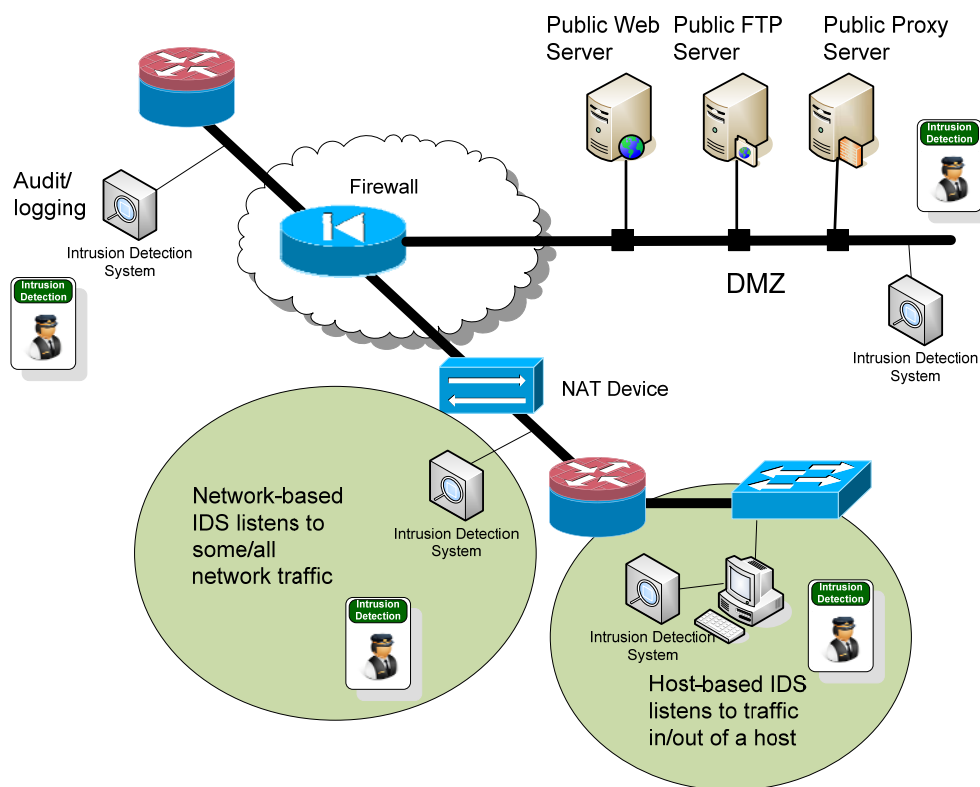 Public Web
Server
Public FTP
Server
Public Proxy
Server
Intrusion
Detection
Firewall
Audit/
logging
Intrusion Detection
System
Intrusion
Detection
DMZ
Intrusion Detection
System
NAT Device
Network-based
IDS listens to
some/all
network traffic
Intrusion Detection
System
Intrusion
Detection
Intrusion Detection
System
Intrusion
Detection
Host-based IDS
listens to traffic
in/out of a host